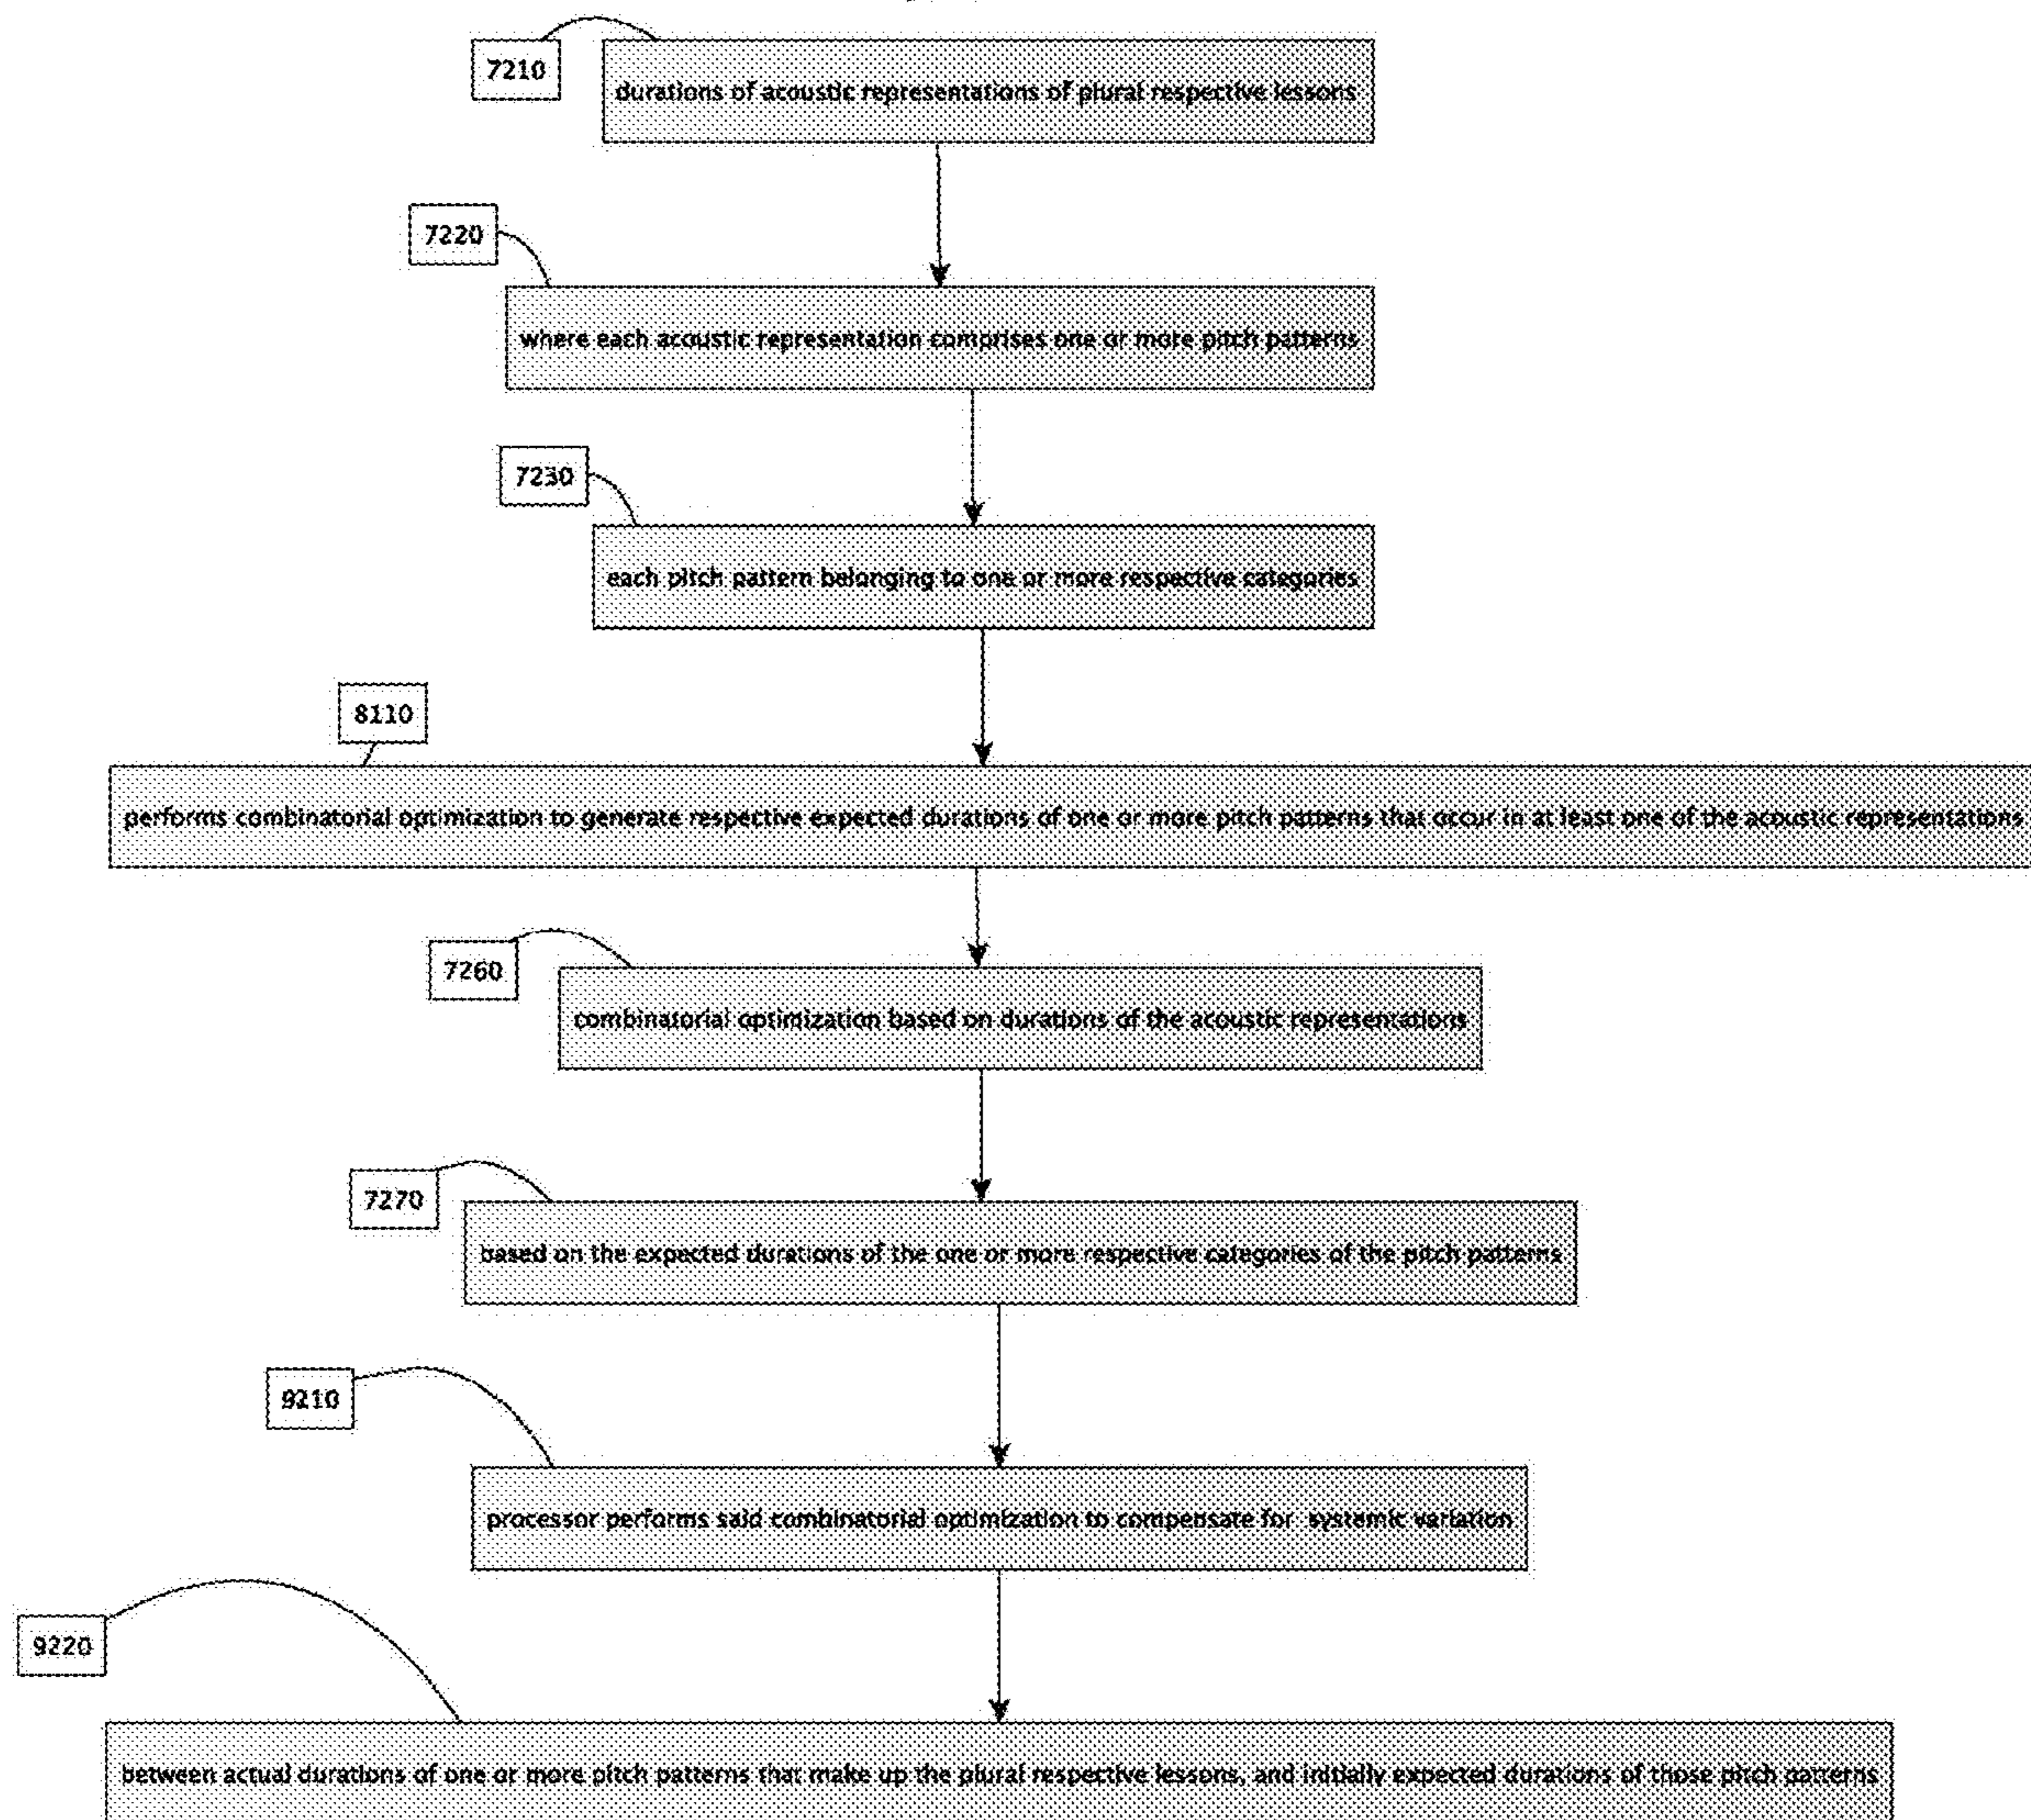 7210
durations of acoustic representations of plural respective lessons
7220
where each acoustic representation comprises one or more pitch patterns
7230
each pitch pattern belonging to one or more respective categories
8110
performs combinatorial optimization to generate respective expected durations of one or more pitch patterns that occur in at least one of the acoustic representations
7260
combinatorial optimization based on durations of the acoustic representations
7270
based on the expected durations of the one or more respective categories of the pitch patterns
9210
processor performs said combinatorial optimization to compensate for systemic variation
9220
between actual durations of one or more pitch patterns that make up the plural respective lessons, and initially expected durations of those pitch patterns